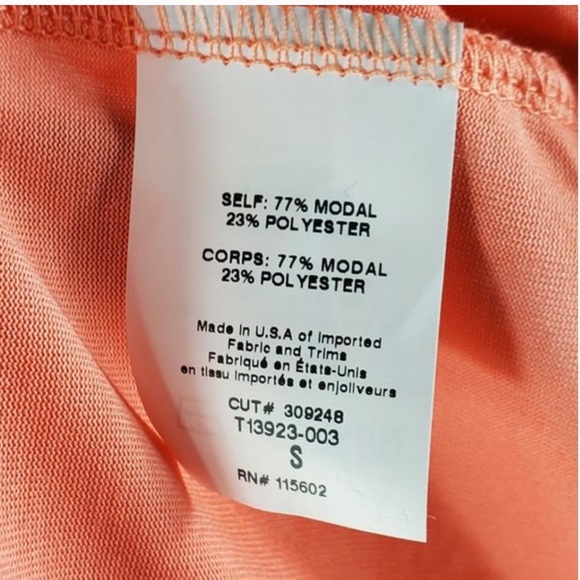 SELF: 77% MODAL
23% POLYESTER
CORPS: 77% MODAL
23% POLYESTER
Made in U.S.A of Imported
Fabric and Trims
Fabriqué en États-Unis
en tissu importés et enjoliveurs
CUT# 309248
T13923-003
S
RN# 115602